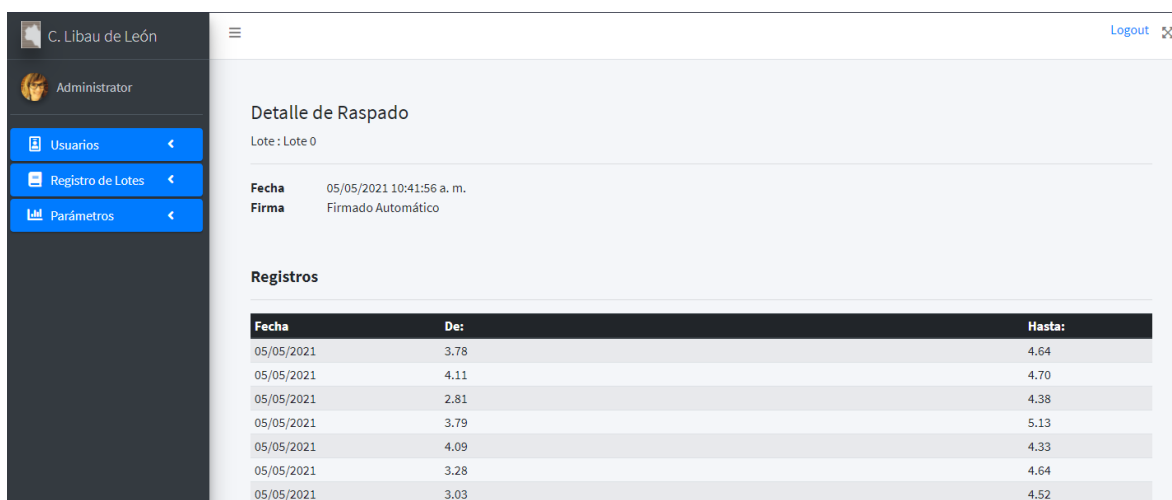 C. Libau de León
Logout
Administrator
Usuarios
Registro de Lotes
Parámetros
Detalle de Raspado
Lote : Lote 0
Fecha 05/05/2021 10:41:56 a. m.
Firma Firmado Automático
Registros
Fecha De: Hasta:
05/05/2021 3.78 4.64
05/05/2021 4.11 4.70
05/05/2021 2.81 4.38
05/05/2021 3.79 5.13
05/05/2021 4.09 4.33
05/05/2021 3.28 4.64
05/05/2021 3.03 4.52